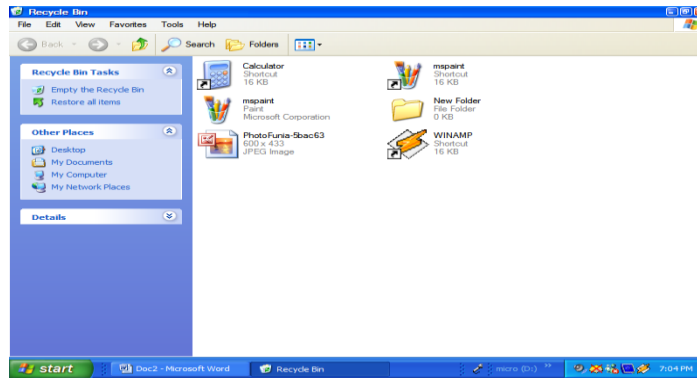 Recycle Bin
File Edit View Favorites Tools Help
Back Search Folders
Recycle Bin Tasks
Empty the Recycle Bin
Restore all items
Other Places
Desktop
My Documents
My Computer
My Network Places
Details
Calculator
Shortcut
16 KB
mspaint
Shortcut
16 KB
mspaint
Paint
Microsoft Corporation
New Folder
File Folder
0 KB
PhotoFunia-5bac63
600 x 433
JPEG Image
WINAMP
Shortcut
16 KB
start Doc2 - Microsoft Word Recycle Bin micro (D:) » 7:04 PM